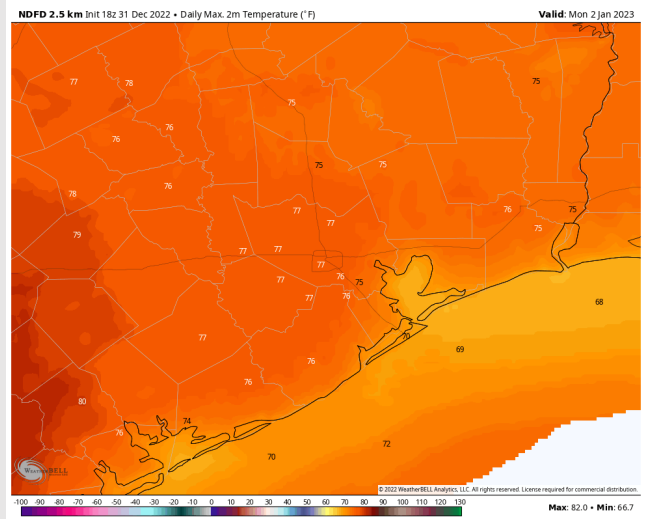 NDFD 2.5 km Init 18z 31 Dec 2022 • Daily Max. 2m Temperature (°F) Valid: Mon 2 Jan 2023
77 78 75
75
76 76
75 75
78 76
77 76 75
79 77 75
77 77
77 76 75
77
77 76 68
77 70
69
76
76
80
74
76
70 72
WeatherBELL
© 2022 WeatherBELL Analytics, LLC. All rights reserved. License required for commercial distribution.
-100 -90 -80 -70 -60 -50 -40 -30 -20 -10 0 10 20 30 40 50 60 70 80 90 100 110 120 130
Max: 82.0 • Min: 66.7